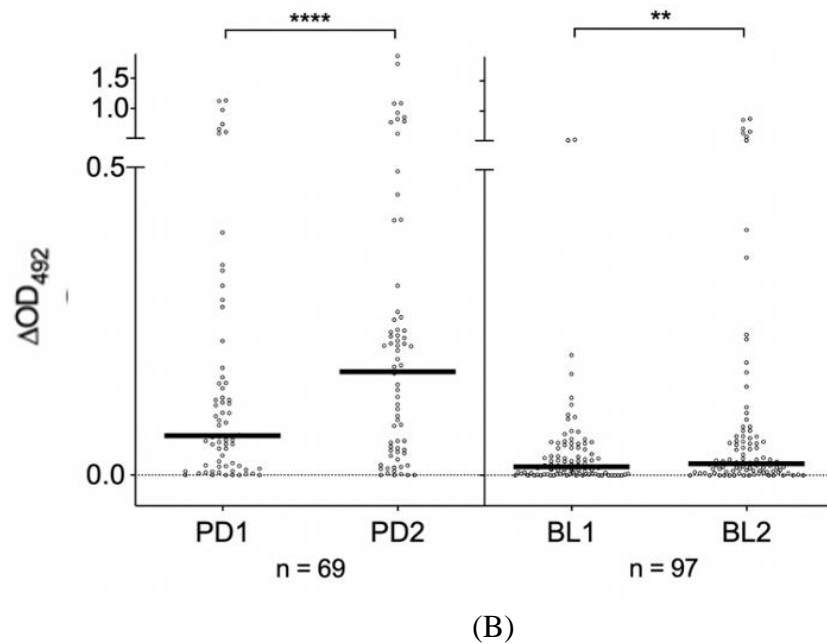 **** **
1.5
1.0
0.5
ΔOD492
0.0
PD1 PD2 BL1 BL2
n = 69 n = 97
(B)